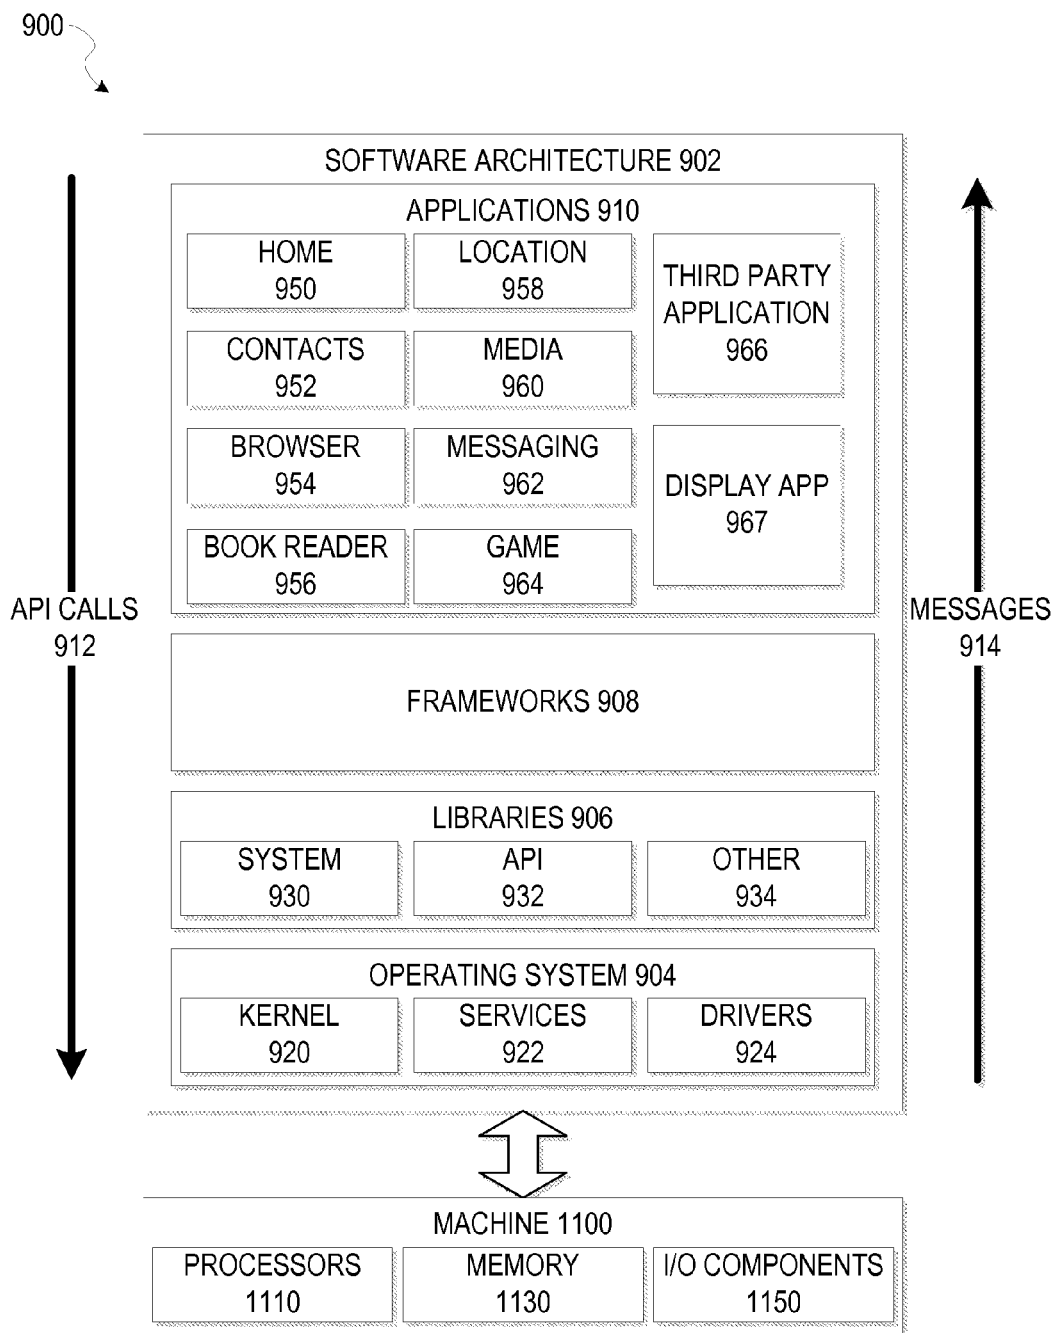 900
SOFTWARE ARCHITECTURE 902
APPLICATIONS 910
HOME
950
LOCATION
958
THIRD PARTY
APPLICATION
966
CONTACTS
952
MEDIA
960
BROWSER
954
MESSAGING
962
DISPLAY APP
967
BOOK READER
956
GAME
964
API CALLS
912
MESSAGES
914
FRAMEWORKS 908
LIBRARIES 906
SYSTEM
930
API
932
OTHER
934
OPERATING SYSTEM 904
KERNEL
920
SERVICES
922
DRIVERS
924
MACHINE 1100
PROCESSORS
1110
MEMORY
1130
I/O COMPONENTS
1150